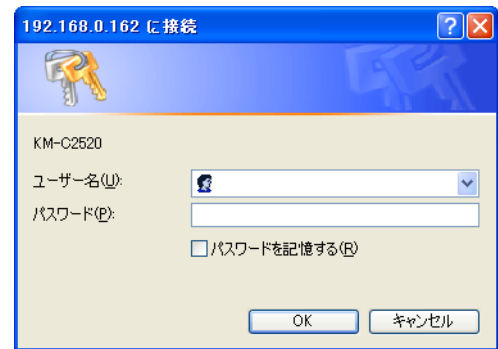 192.168.0.162 に接続
KM-C2520
ユーザー名(U):
パスワード(P):
パスワードを記憶する(R)
OK
キャンセル